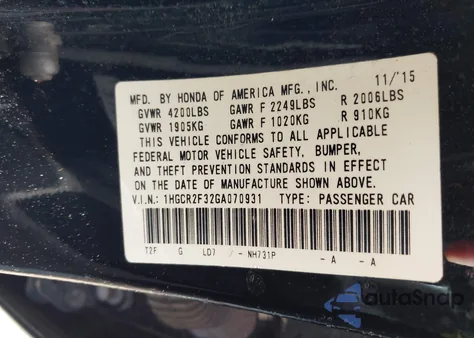 MFD. BY HONDA OF AMERICA MFG., INC. 11/'15
GVWR 4200LBS GAWR F 2249LBS R 2006LBS
GVWR 1905KG GAWR F 1020KG R 910KG
THIS VEHICLE CONFORMS TO ALL APPLICABLE
FEDERAL MOTOR VEHICLE SAFETY, BUMPER,
AND THEFT PREVENTION STANDARDS IN EFFECT
ON THE DATE OF MANUFACTURE SHOWN ABOVE.
V.I.N.: 1HGCR2F32GA070931 TYPE: PASSENGER CAR
T2F G LD7 - NH731P - A - A
autoSnap